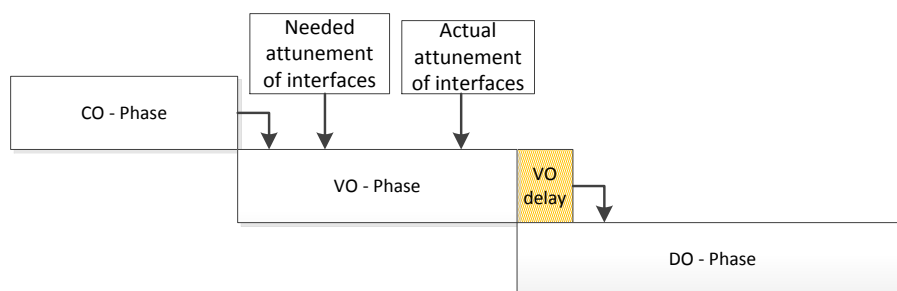 Needed
attunement
of interfaces
Actual
attunement
of interfaces
CO - Phase
VO - Phase
VO
delay
DO - Phase